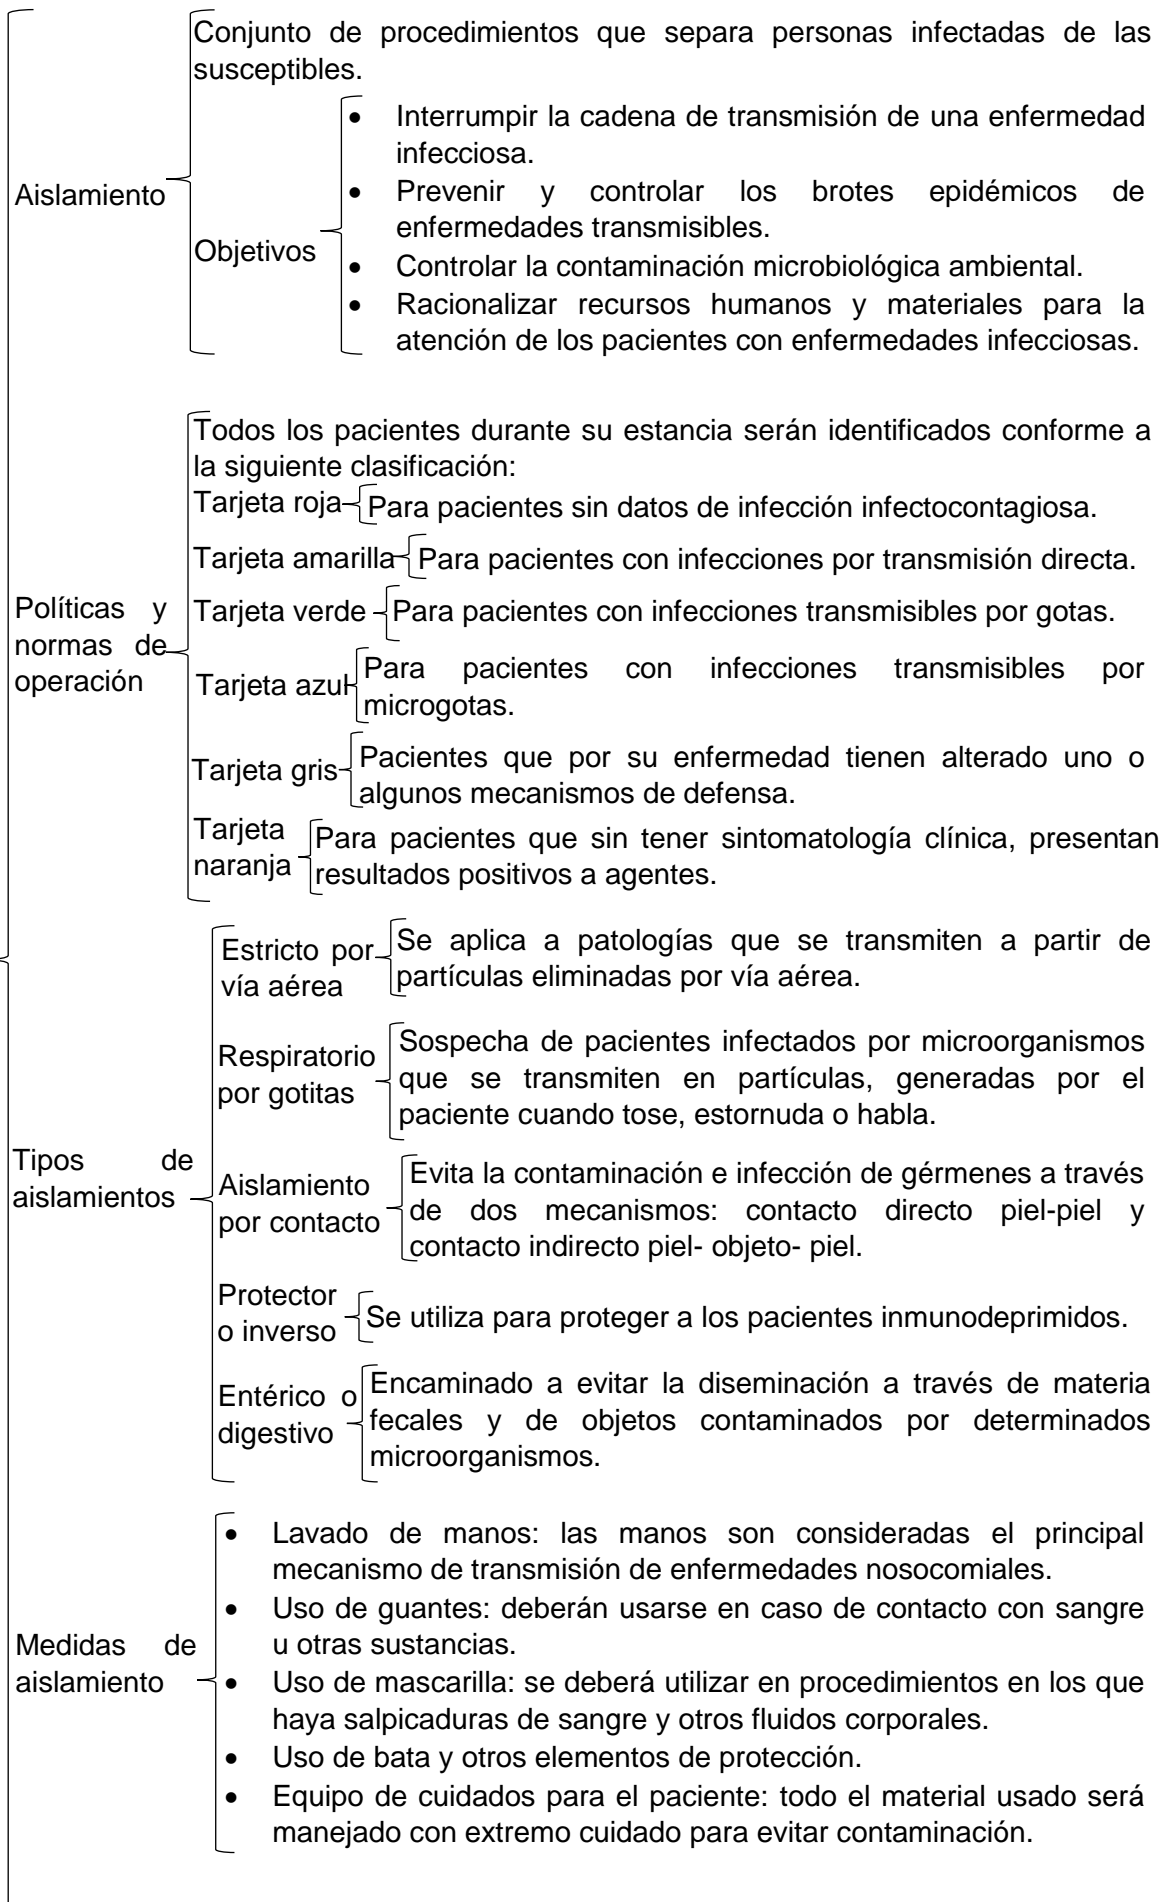 Conjunto de procedimientos que separa personas infectadas de las
susceptibles.
Aislamiento
Objetivos
• Interrumpir la cadena de transmisión de una enfermedad
infecciosa.
• Prevenir y controlar los brotes epidémicos de
enfermedades transmisibles.
• Controlar la contaminación microbiológica ambiental.
• Racionalizar recursos humanos y materiales para la
atención de los pacientes con enfermedades infecciosas.
Políticas y
normas de
operación
Todos los pacientes durante su estancia serán identificados conforme a
la siguiente clasificación:
Tarjeta roja
Para pacientes sin datos de infección infectocontagiosa.
Tarjeta amarilla
Para pacientes con infecciones por transmisión directa.
Tarjeta verde
Para pacientes con infecciones transmisibles por gotas.
Tarjeta azul
Para pacientes con infecciones transmisibles por
microgotas.
Tarjeta gris
Pacientes que por su enfermedad tienen alterado uno o
algunos mecanismos de defensa.
Tarjeta
naranja
Para pacientes que sin tener sintomatología clínica, presentan
resultados positivos a agentes.
Tipos de
aislamientos
Estricto por
vía aérea
Se aplica a patologías que se transmiten a partir de
partículas eliminadas por vía aérea.
Respiratorio
por gotitas
Sospecha de pacientes infectados por microorganismos
que se transmiten en partículas, generadas por el
paciente cuando tose, estornuda o habla.
Aislamiento
por contacto
Evita la contaminación e infección de gérmenes a través
de dos mecanismos: contacto directo piel-piel y
contacto indirecto piel- objeto- piel.
Protector
o inverso
Se utiliza para proteger a los pacientes inmunodeprimidos.
Entérico o
digestivo
Encaminado a evitar la diseminación a través de materia
fecales y de objetos contaminados por determinados
microorganismos.
Medidas de
aislamiento
• Lavado de manos: las manos son consideradas el principal
mecanismo de transmisión de enfermedades nosocomiales.
• Uso de guantes: deberán usarse en caso de contacto con sangre
u otras sustancias.
• Uso de mascarilla: se deberá utilizar en procedimientos en los que
haya salpicaduras de sangre y otros fluidos corporales.
• Uso de bata y otros elementos de protección.
• Equipo de cuidados para el paciente: todo el material usado será
manejado con extremo cuidado para evitar contaminación.